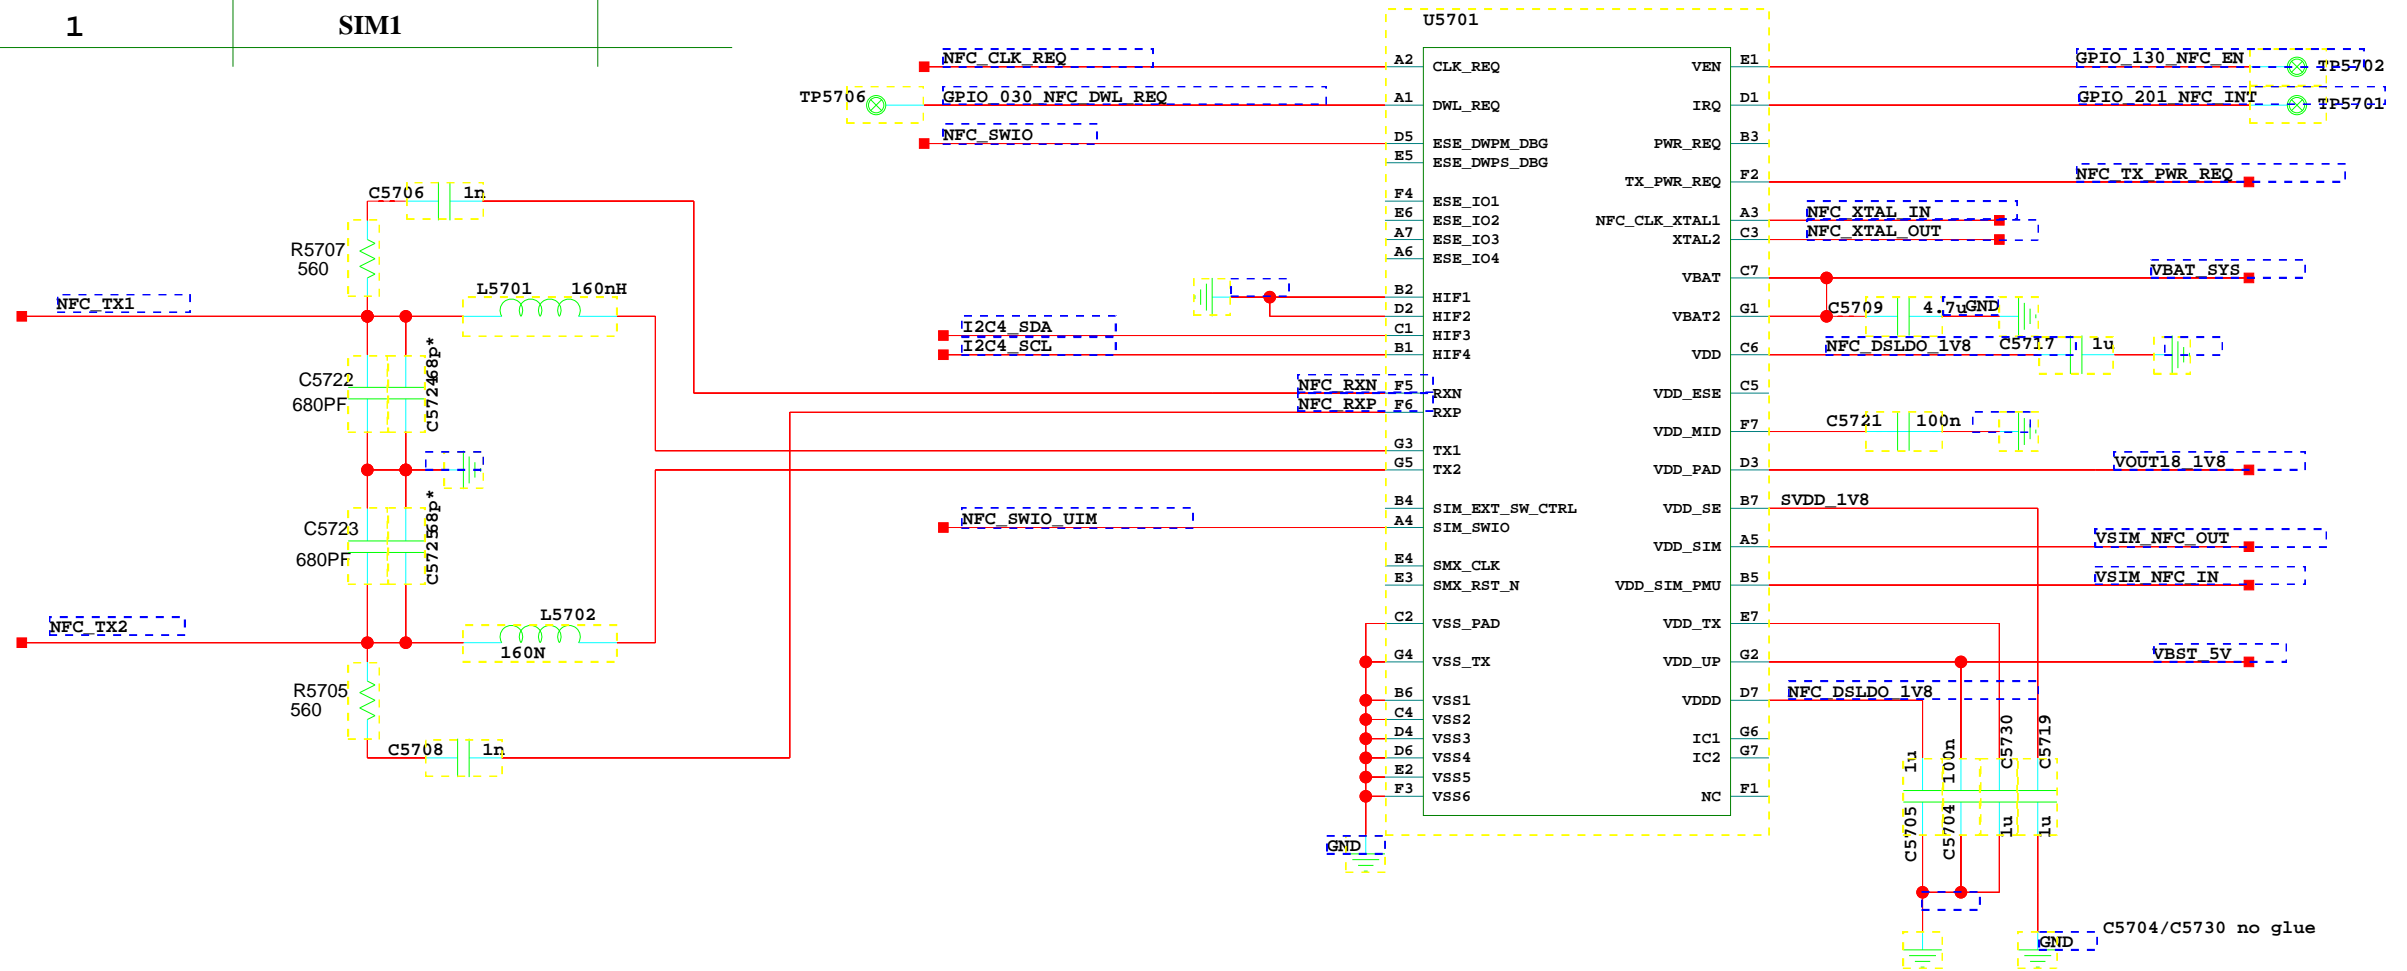 1 SIM1
U5701
NFC_CLK_REQ A2 CLK_REQ VEN E1 GPIO_130_NFC_EN TP5702
TP5706 GPIO_030_NFC_DWL_REQ A1 DWL_REQ IRQ D1 GPIO_201_NFC_INT TP5701
NFC_SWIO D5 ESE_DWPM_DBG PWR_REQ B3
E5 ESE_DWPS_DBG
TX_PWR_REQ F2 NFC_TX_PWR_REQ
C5706 1n F4 ESE_IO1
E6 ESE_IO2 NFC_CLK_XTAL1 A3 NFC_XTAL_IN
A7 ESE_IO3 XTAL2 C3 NFC_XTAL_OUT
R5707
560
A6 ESE_IO4
VBAT C7 VBAT_SYS
L5701 160nH B2 HIF1
NFC_TX1 D2 HIF2 VBAT2 G1 C5709 4.7u GND
I2C4_SDA C1 HIF3
I2C4_SCL B1 HIF4 VDD C6 NFC_DSLDO_1V8 C5717 1u
C5722
680PF
C5724 68p*
NFC_RXN F5 RXN VDD_ESE C5
NFC_RXP F6 RXP
VDD_MID F7 C5721 100n
G3 TX1
G5 TX2 VDD_PAD D3 VOUT18_1V8
B4 SIM_EXT_SW_CTRL VDD_SE B7 SVDD_1V8
NFC_SWIO_UIM A4 SIM_SWIO
C5723
680PF
C5725 68p*
VDD_SIM A5 VSIM_NFC_OUT
E4 SMX_CLK
E3 SMX_RST_N VDD_SIM_PMU B5 VSIM_NFC_IN
NFC_TX2 L5702
160N
C2 VSS_PAD VDD_TX E7
G4 VSS_TX VDD_UP G2 VBST_5V
R5705
560
B6 VSS1 VDDD D7 NFC_DSLDO_1V8
C4 VSS2
D4 VSS3 IC1 G6
C5708 1n D6 VSS4 IC2 G7
E2 VSS5
F3 VSS6 NC F1
1u 100n C5730 C5719
C5705 C5704 1u 1u
GND
C5704/C5730 no glue
GND